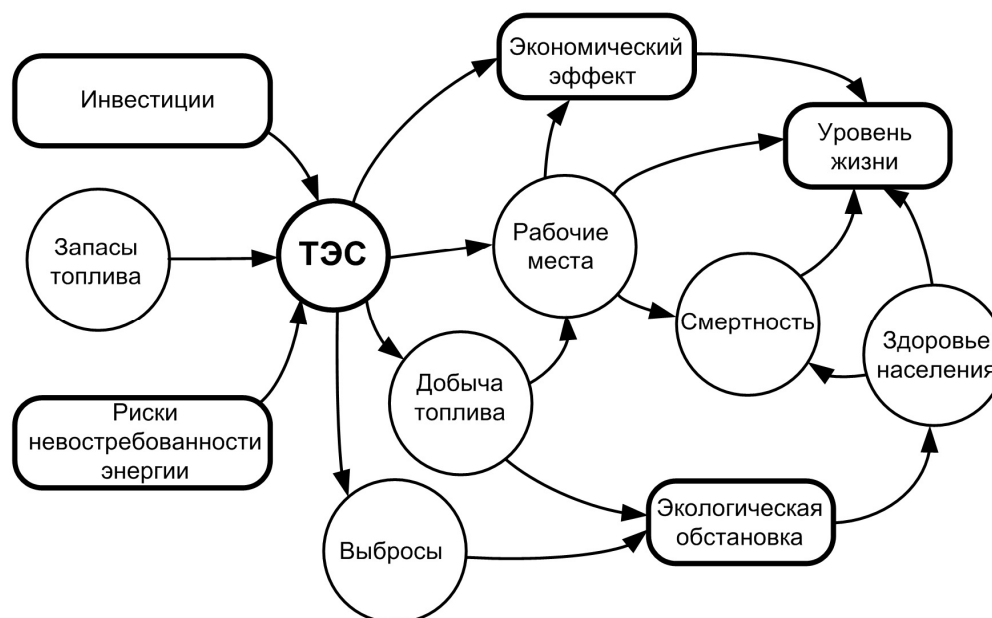 Экономический
эффект
Инвестиции
Уровень
жизни
Запасы
топлива
ТЭС
Рабочие
места
Смертность
Здоровье
населения
Добыча
топлива
Риски
невостребованности
энергии
Экологическая
обстановка
Выбросы